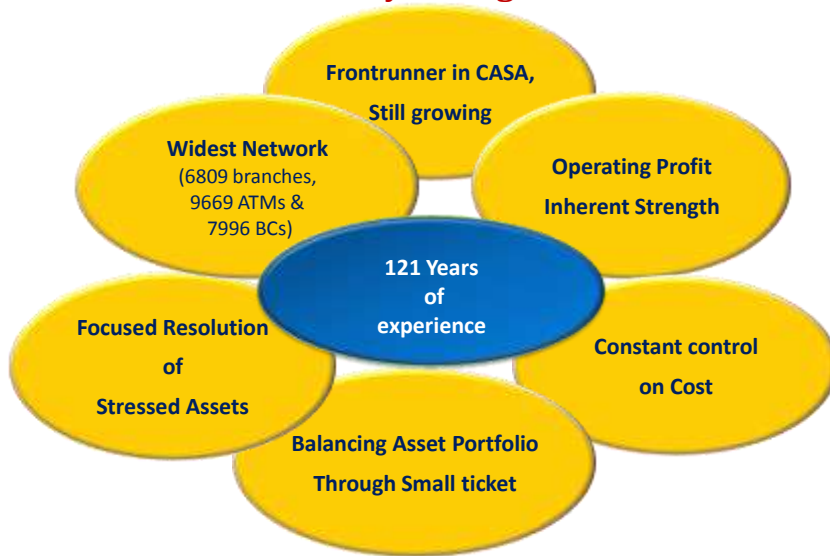 Frontrunner in CASA,
Still growing
Widest Network
(6809 branches,
9669 ATMs &
7996 BCs)
Operating Profit
Inherent Strength
121 Years
of
experience
Focused Resolution
of
Stressed Assets
Constant control
on Cost
Balancing Asset Portfolio
Through Small ticket